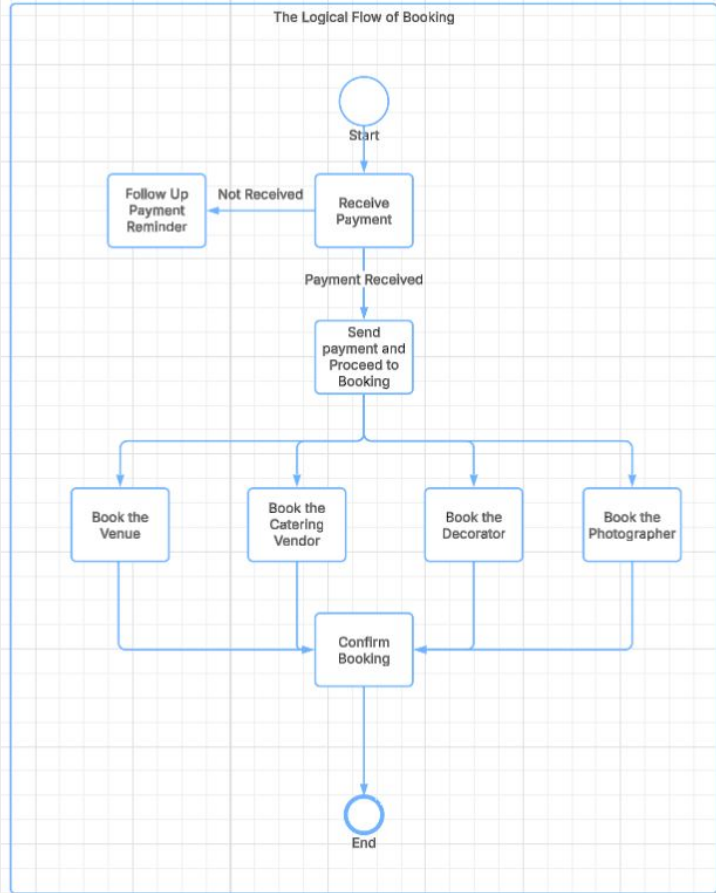 The Logical Flow of Booking
Start
Follow Up
Payment
Reminder
Not Received
Receive
Payment
Payment Received
Send
payment and
Proceed to
Booking
Book the
Venue
Book the
Catering
Vendor
Book the
Decorator
Book the
Photographer
Confirm
Booking
End